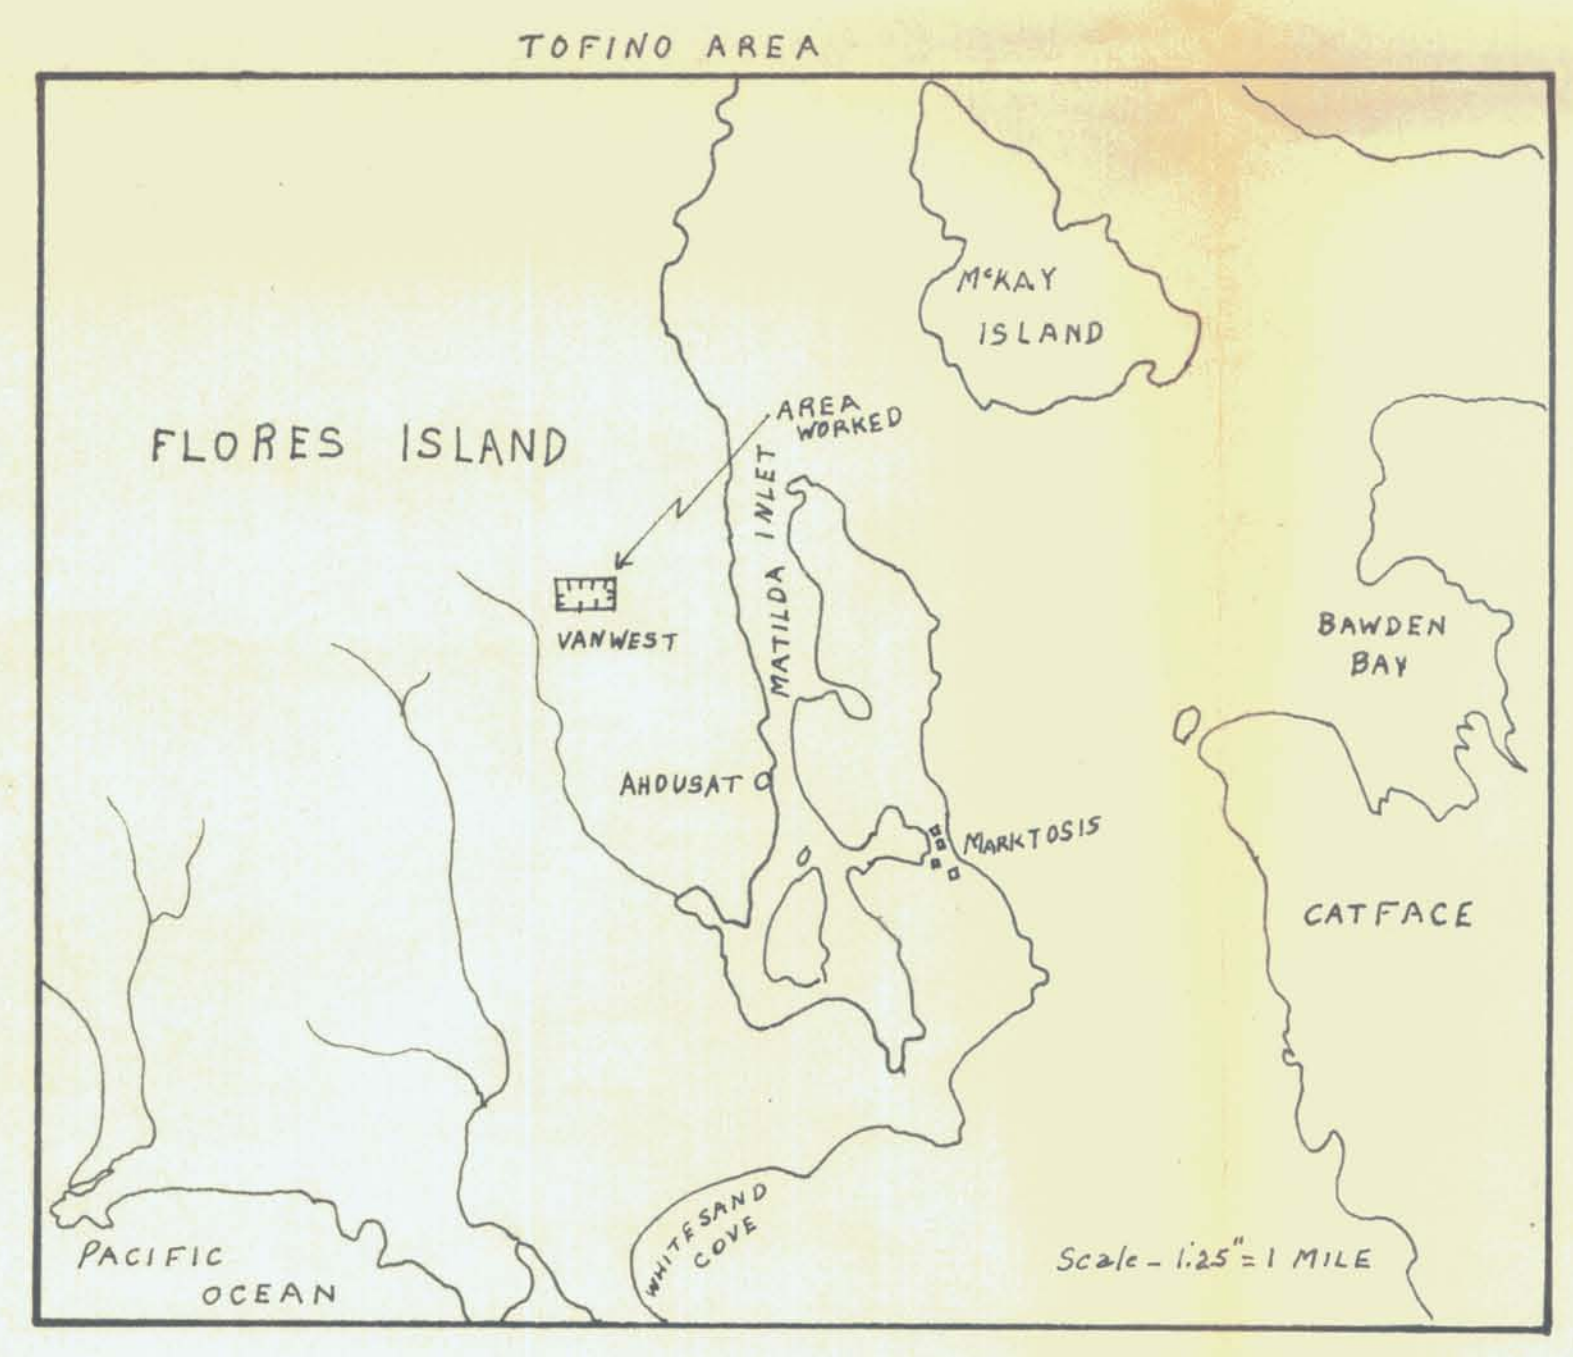 TOFINO AREA
McKAY
ISLAND
AREA
WORKED
FLORES ISLAND
MATILDA INLET
VANWEST
BAWDEN
BAY
AHOUSAT
MARKTOSIS
CATFACE
WHITESAND
COVE
PACIFIC
OCEAN
Scale - 1.25" = 1 MILE